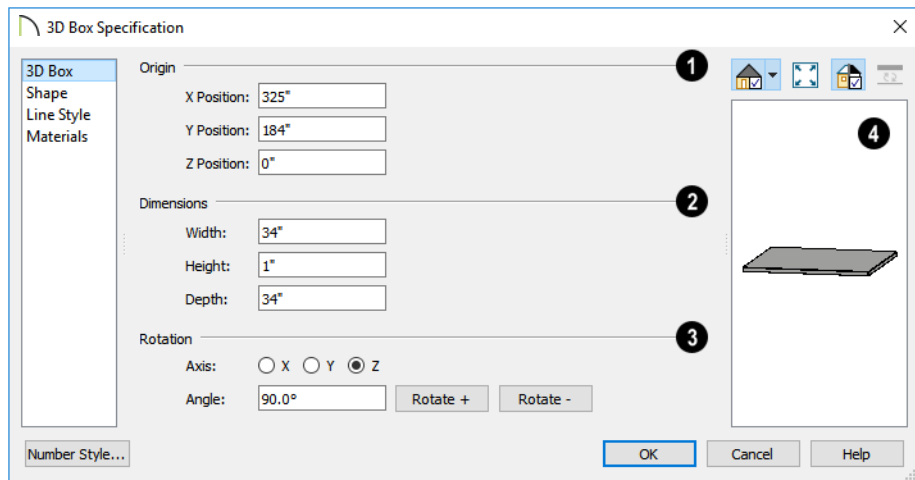 3D Box Specification
3D Box
Shape
Line Style
Materials
Origin
1
X Position: 325"
Y Position: 184"
Z Position: 0"
Dimensions
2
Width: 34"
Height: 1"
Depth: 34"
Rotation
3
Axis: X Y Z
Angle: 90.0° Rotate + Rotate -
4
Number Style... OK Cancel Help